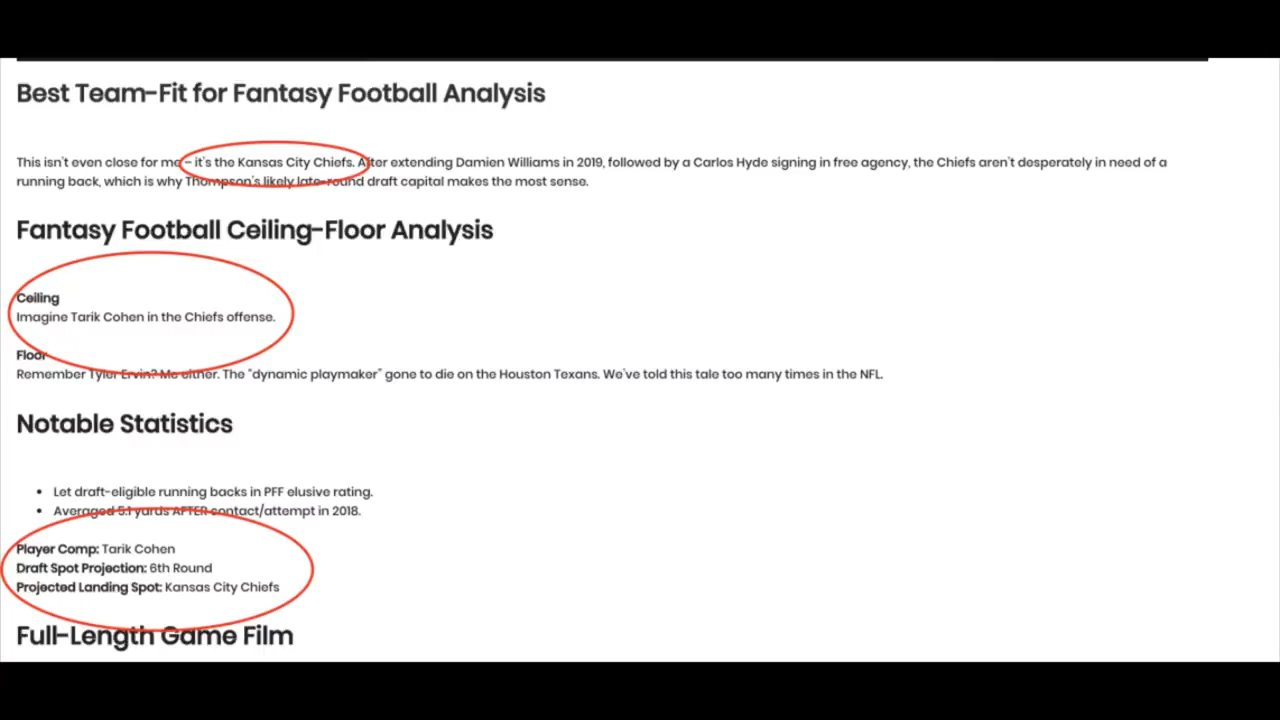 Best Team-Fit for Fantasy Football Analysis
This isn't even close for me – it's the Kansas City Chiefs. After extending Damien Williams in 2019, followed by a Carlos Hyde signing in free agency, the Chiefs aren't desperately in need of a
running back, which is why Thompson's likely late-round draft capital makes the most sense.
Fantasy Football Ceiling-Floor Analysis
Ceiling
Imagine Tarik Cohen in the Chiefs offense.
Floor
Remember Tyler Ervin? Me either. The "dynamic playmaker" gone to die on the Houston Texans. We've told this tale too many times in the NFL.
Notable Statistics
• Let draft-eligible running backs in PFF elusive rating.
• Averaged 5.1 yards AFTER contact/attempt in 2018.
Player Comp: Tarik Cohen
Draft Spot Projection: 6th Round
Projected Landing Spot: Kansas City Chiefs
Full-Length Game Film